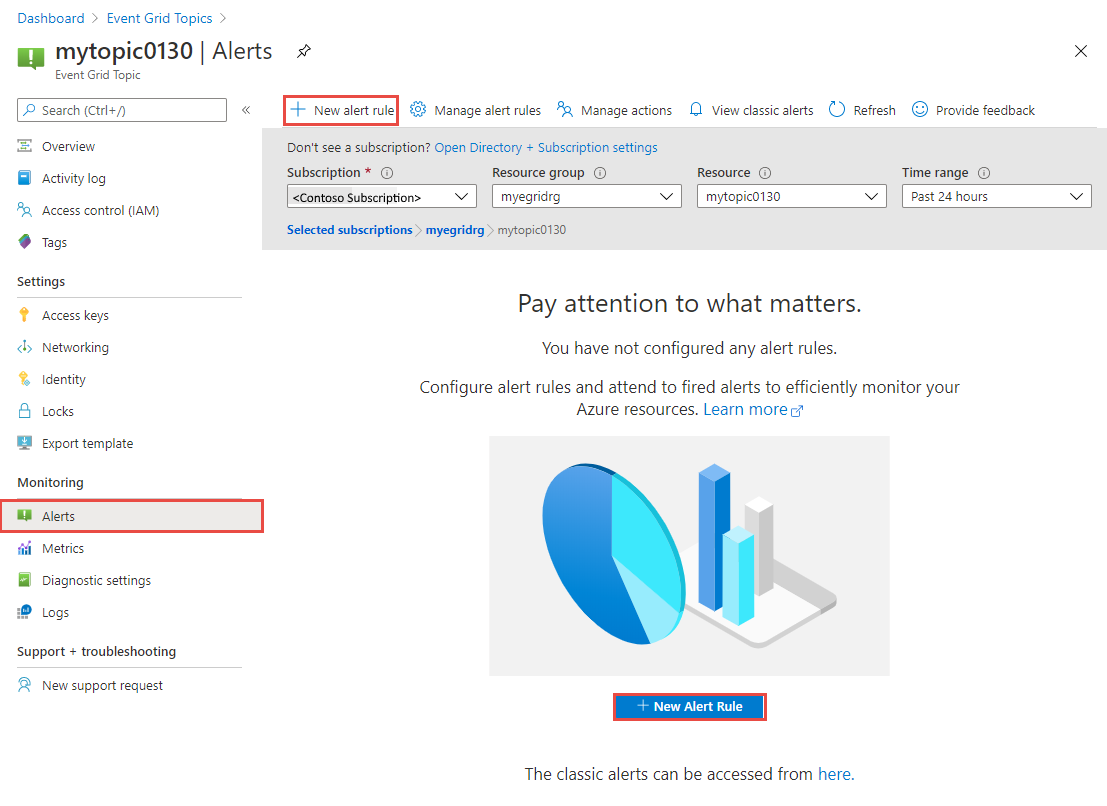 Dashboard > Event Grid Topics >
mytopic0130 | Alerts
Event Grid Topic
Search (Ctrl+/)
«
Overview
Activity log
Access control (IAM)
Tags
Settings
Access keys
Networking
Identity
Locks
Export template
Monitoring
Alerts
Metrics
Diagnostic settings
Logs
Support + troubleshooting
New support request
New alert rule Manage alert rules Manage actions View classic alerts Refresh Provide feedback
Don't see a subscription? Open Directory + Subscription settings
Subscription * Resource group Resource Time range
<Contoso Subscription> myegridrg mytopic0130 Past 24 hours
Selected subscriptions > myegridrg > mytopic0130
Pay attention to what matters.
You have not configured any alert rules.
Configure alert rules and attend to fired alerts to efficiently monitor your
Azure resources. Learn more
+ New Alert Rule
The classic alerts can be accessed from here.